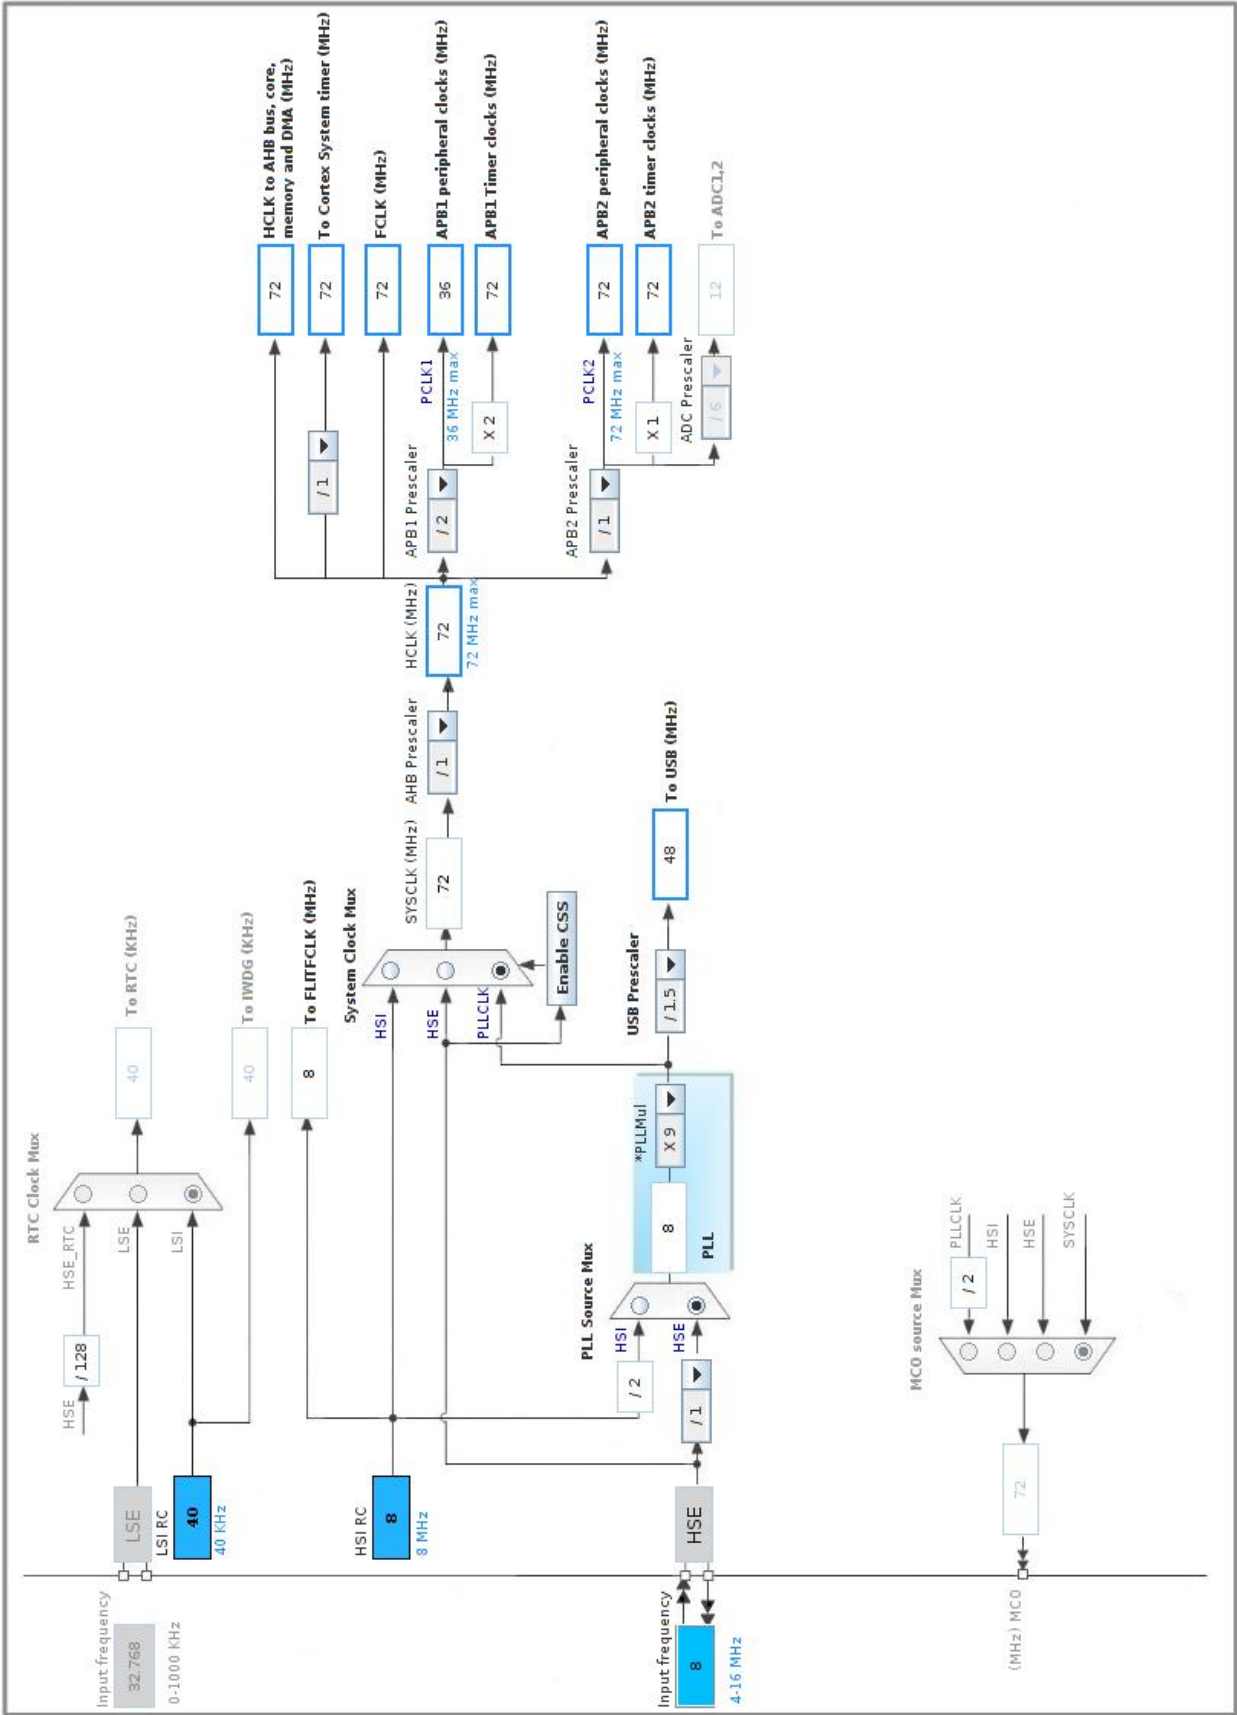 RTC Clock Mux
HSE
/ 128
HSE_RTC
Input frequency
32.768
0-1000 KHz
LSE
LSE
To RTC (KHz)
40
LSI RC
40
40 KHz
LSI
To IWDG (KHz)
40
To FLITFCLK (MHz)
8
HSI RC
8
8 MHz
System Clock Mux
HSI
HSE
PLLCLK
Enable CSS
SYSCLK (MHz)
72
AHB Prescaler
/ 1
HCLK (MHz)
72
72 MHz max
HCLK to AHB bus, core,
memory and DMA (MHz)
72
/ 1
72
To Cortex System timer (MHz)
72
FCLK (MHz)
APB1 Prescaler
/ 2
PCLK1
36 MHz max
36
APB1 peripheral clocks (MHz)
X 2
72
APB1 Timer clocks (MHz)
APB2 Prescaler
/ 1
PCLK2
72 MHz max
72
APB2 peripheral clocks (MHz)
X 1
72
APB2 timer clocks (MHz)
ADC Prescaler
/ 6
12
To ADC1,2
PLL Source Mux
/ 2
HSI
Input frequency
8
4-16 MHz
HSE
/ 1
HSE
8
*PLLMul
X 9
PLL
USB Prescaler
/ 1.5
48
To USB (MHz)
MCO source Mux
/ 2
PLLCLK
HSI
HSE
SYSCLK
72
(MHz) MCO